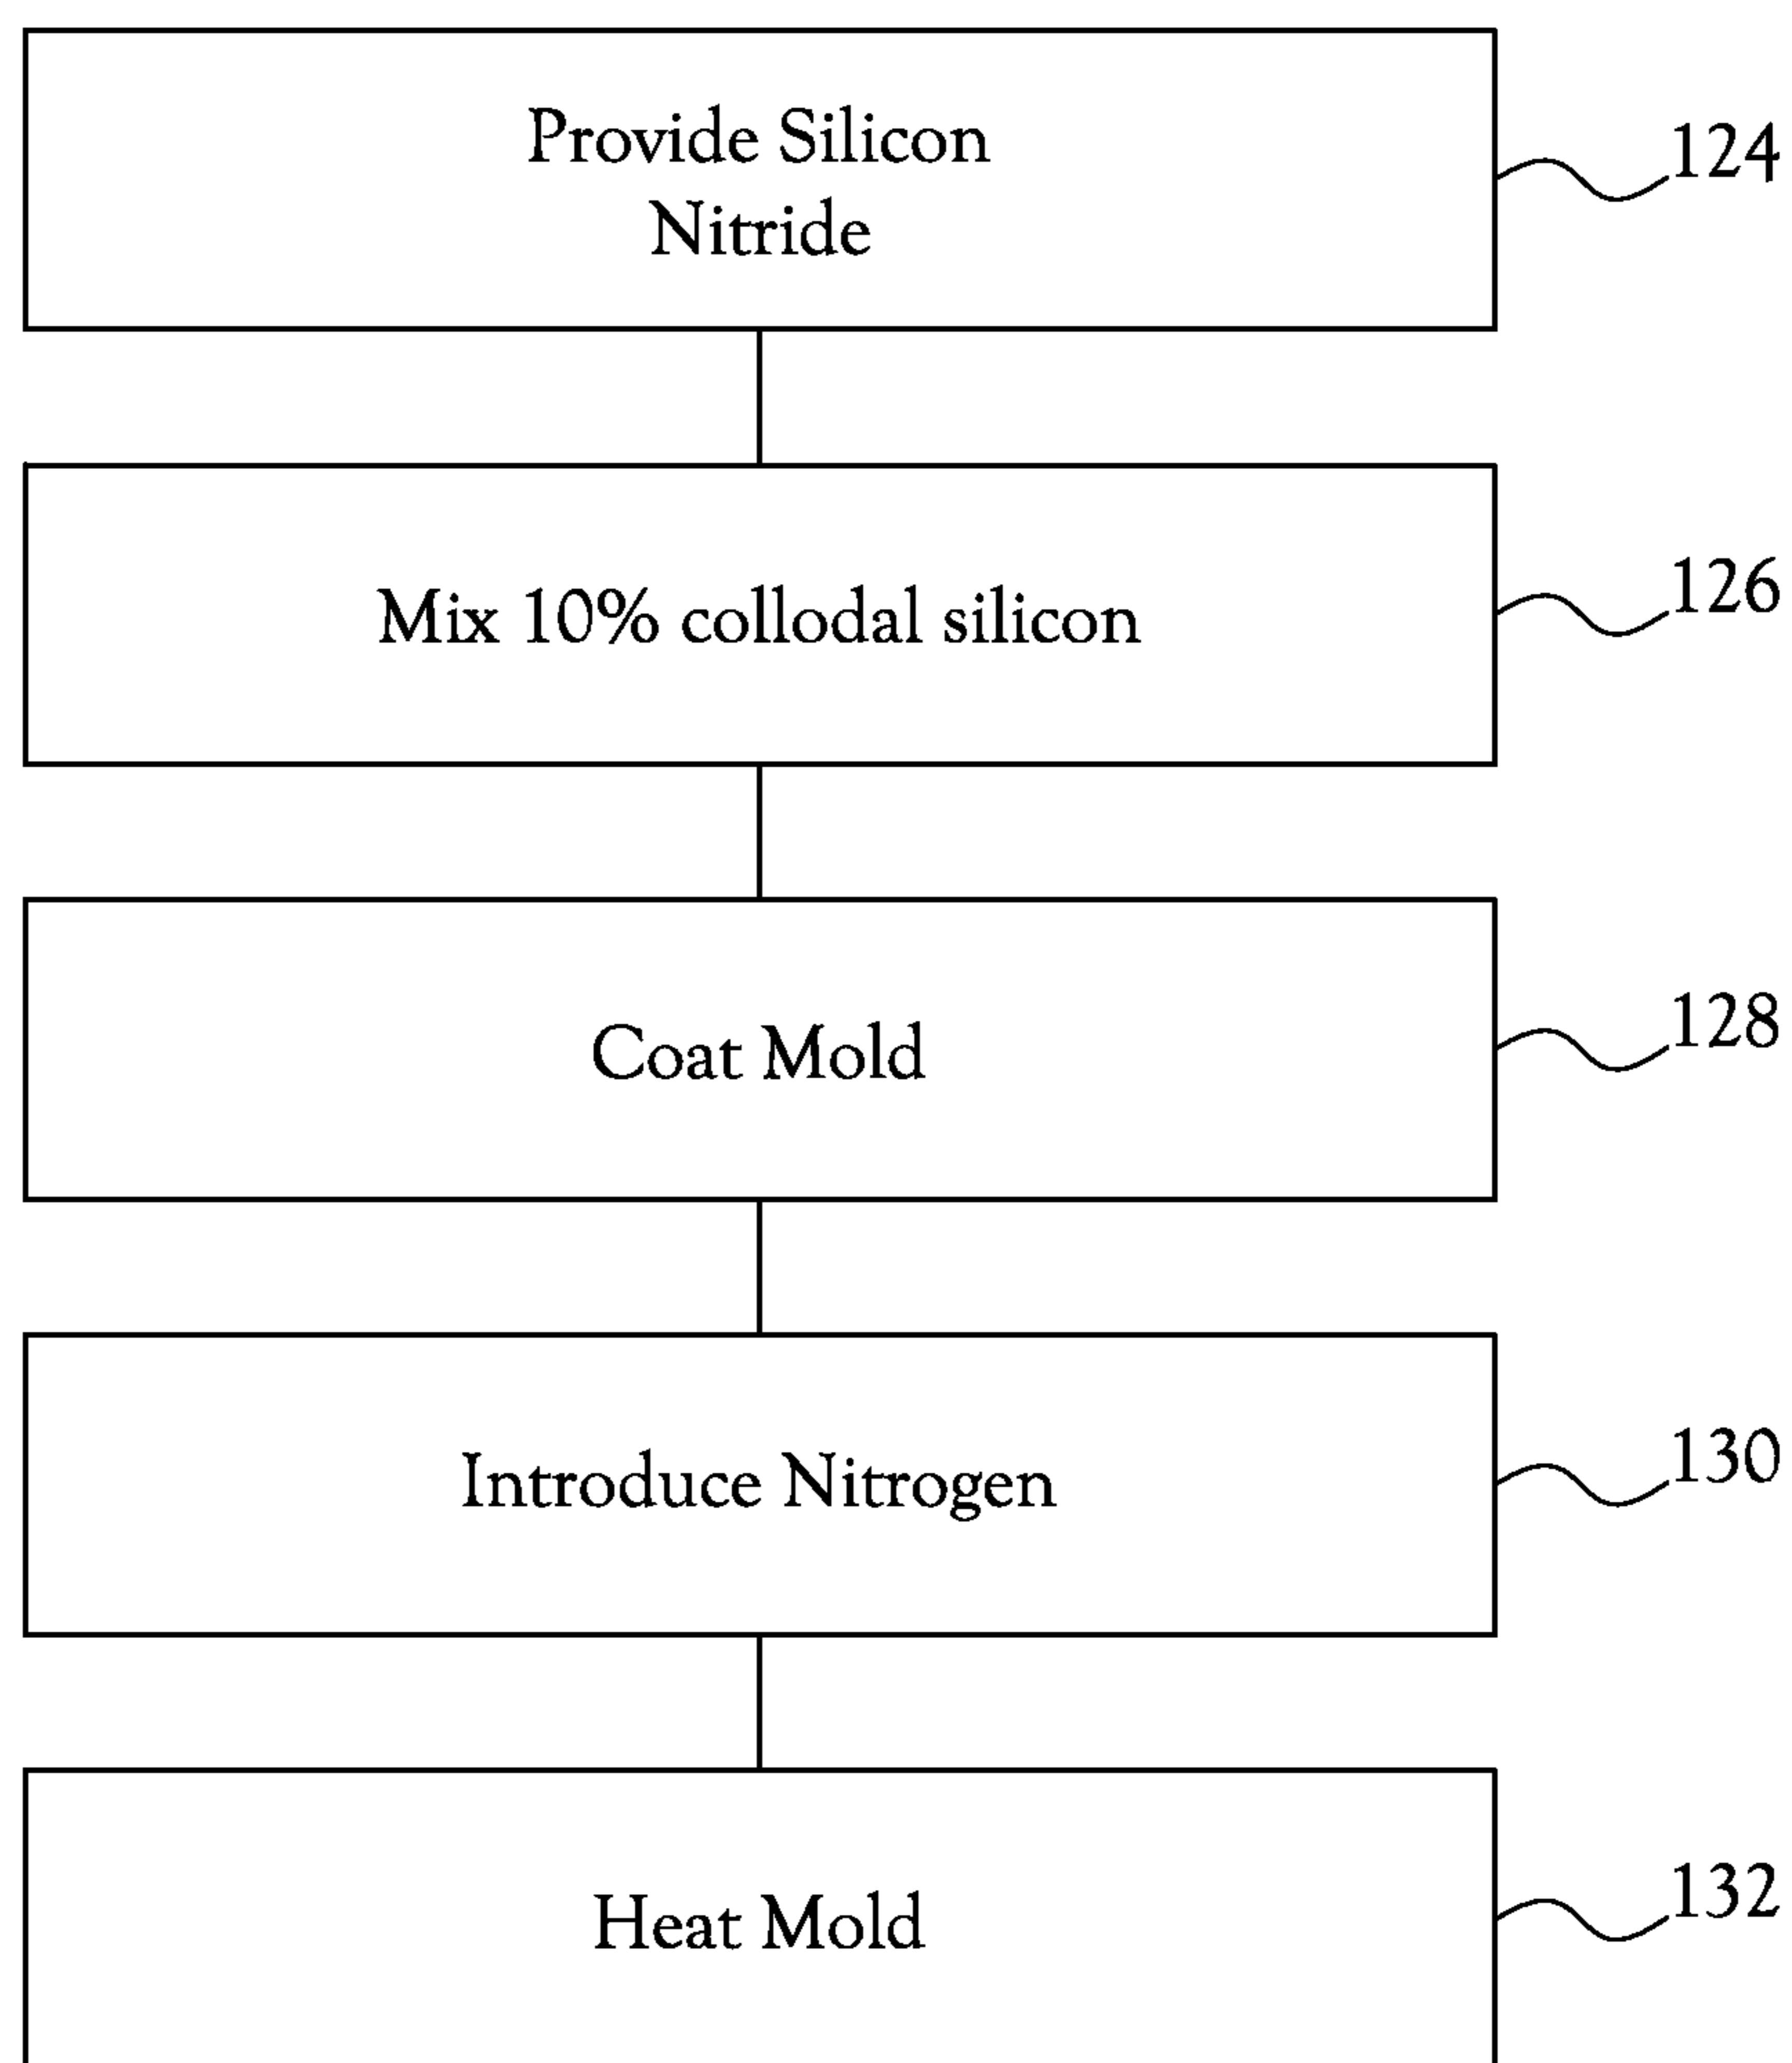 Provide Silicon
Nitride
124
Mix 10% collodal silicon
126
Coat Mold
128
Introduce Nitrogen
130
Heat Mold
132